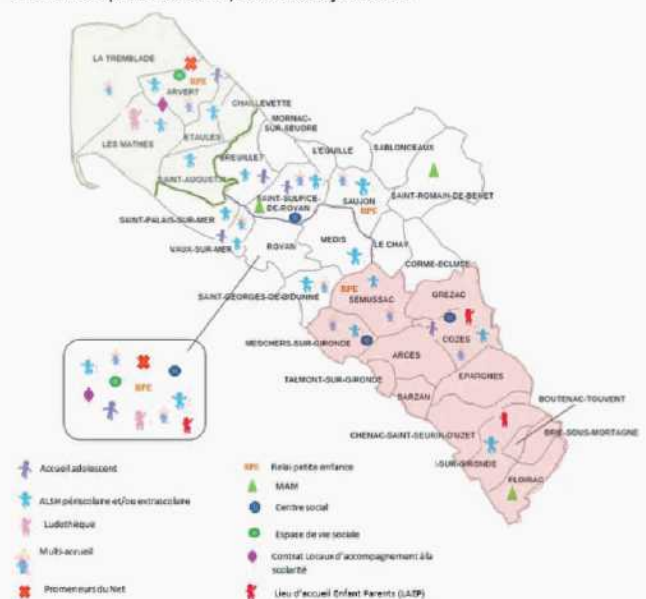 LA TREMBLADE
RPE
ARVERT
CHAILLEVETTE
MORNAC-
SUR-SEUDRE
LES MATHES
ETAULES
L'EGUILLE
SABLONCEAUX
BREUILLET
SAINT-AUGUSTIN
SAINT-SULPICE-
DE-ROYAN
SAUJON
RPE
SAINT-ROMAIN-DE-BENET
SAINT-PALAIS-SUR-MER
VAUX-SUR-MER
ROYAN
MEDIS
LE CHAY
CORME-ECLUSE
SAINT-GEORGES-DE-DIDONNE
RPE
SEMUSSAC
GREZAC
MESCHERS-SUR-GIRONDE
COZES
ARCES
TALMONT-SUR-GIRONDE
EPARGNES
BARZAN
BOUTENAC-TOUVENT
CHENAC-SAINT-SEURIN-D'UZET
BRIE-SOUS-MORTAGNE
-SUR-GIRONDE
FLOIRAC
RPE
Accueil adolescent
ALSH périscolaire et/ou extrascolaire
Ludothèque
Multi-accueil
Promeneurs du Net
RPE Relais petite enfance
MAM
Centre social
Espace de vie sociale
Contrat Locaux d'accompagnement à la
scolarité
Lieu d'accueil Enfant Parents (LAEP)